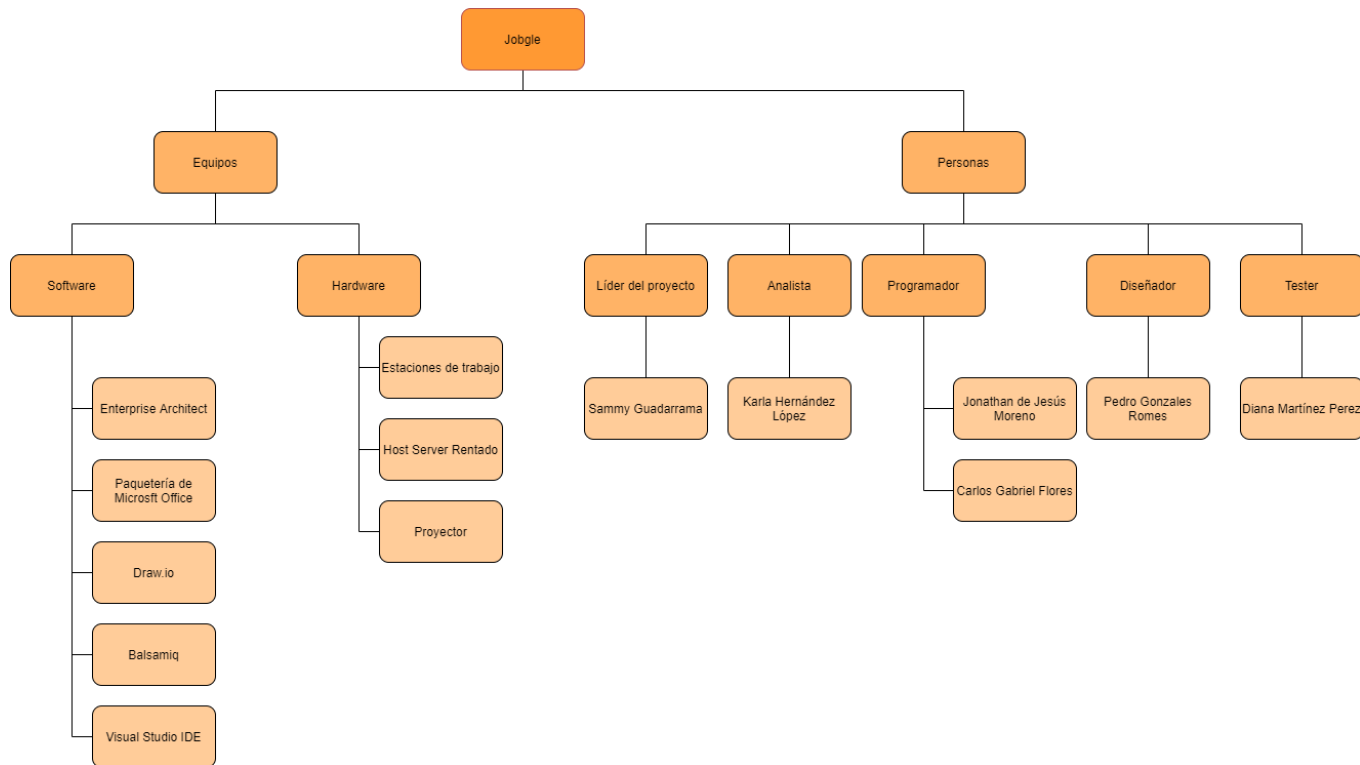 Jobgle
Equipos
Personas
Software
Hardware
Líder del proyecto
Analista
Programador
Diseñador
Tester
Estaciones de trabajo
Enterprise Architect
Sammy Guadarrama
Karla Hernández
López
Jonathan de Jesús
Moreno
Pedro Gonzales
Romes
Diana Martínez Perez
Host Server Rentado
Paquetería de
Microsft Office
Carlos Gabriel Flores
Proyector
Draw.io
Balsamiq
Visual Studio IDE